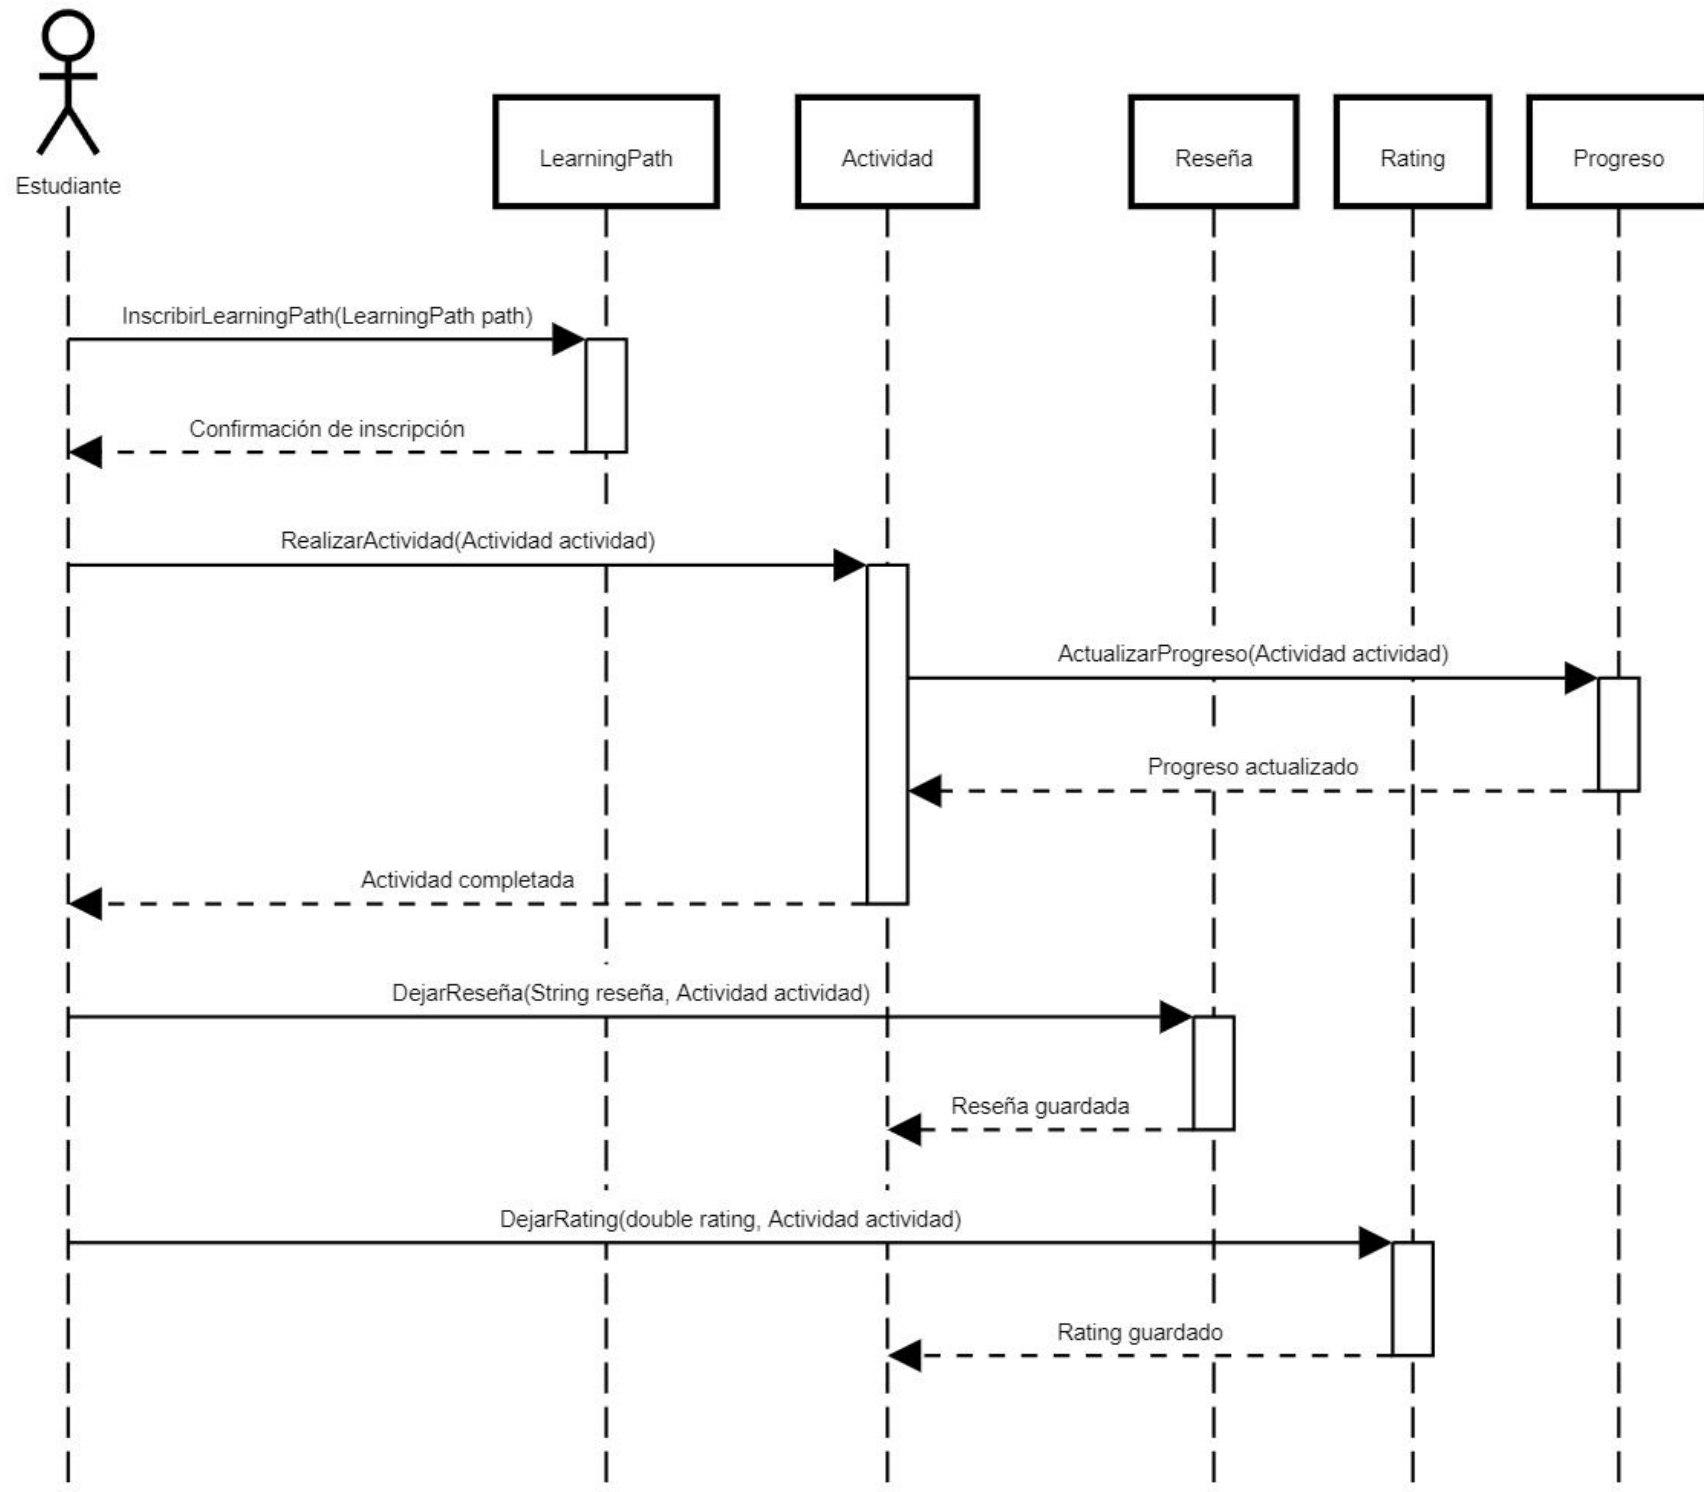 Estudiante
LearningPath
Actividad
Reseña
Rating
Progreso
InscribirLearningPath(LearningPath path)
Confirmación de inscripción
RealizarActividad(Actividad actividad)
ActualizarProgreso(Actividad actividad)
Progreso actualizado
Actividad completada
DejarReseña(String reseña, Actividad actividad)
Reseña guardada
DejarRating(double rating, Actividad actividad)
Rating guardado